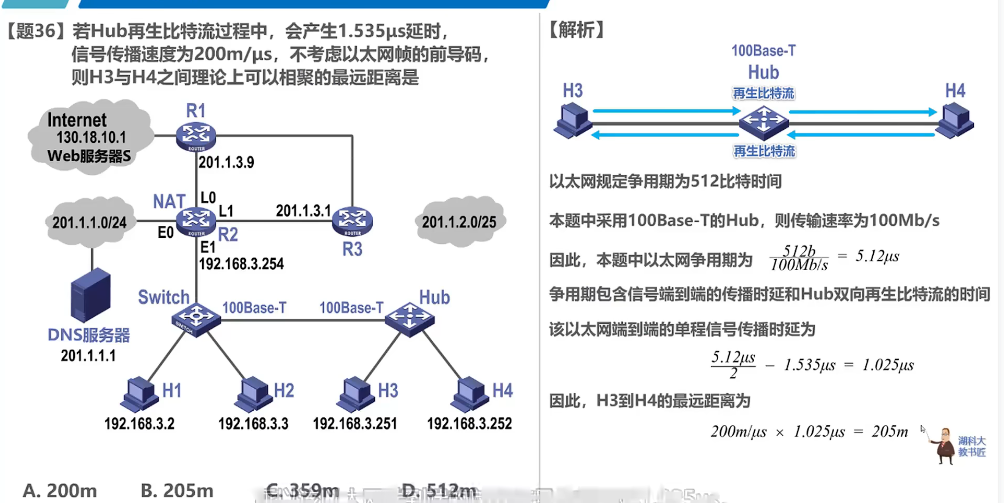 【题36】若Hub再生比特流过程中，会产生1.535μs延时，
信号传播速度为200m/μs，不考虑以太网帧的前导码，
则H3与H4之间理论上可以相聚的最远距离是
Internet
130.18.10.1
Web服务器S
R1
201.1.3.9
NAT
L0
L1
201.1.3.1
201.1.1.0/24
E0
R2
R3
201.1.2.0/25
E1
192.168.3.254
Switch
100Base-T
100Base-T
Hub
DNS服务器
201.1.1.1
H1
H2
H3
H4
192.168.3.2
192.168.3.3
192.168.3.251
192.168.3.252
A. 200m
B. 205m
C. 359m
D. 512m
【解析】
100Base-T
Hub
H3
再生比特流
H4
再生比特流
以太网规定争用期为512比特时间
本题中采用100Base-T的Hub，则传输速率为100Mb/s
因此，本题中以太网争用期为 512b/100Mb/s = 5.12μs
争用期包含信号端到端的传播时延和Hub双向再生比特流的时间
该以太网端到端的单程信号传播时延为
5.12μs/2 − 1.535μs = 1.025μs
因此，H3到H4的最远距离为
200m/μs × 1.025μs = 205m
湖科大
教书匠